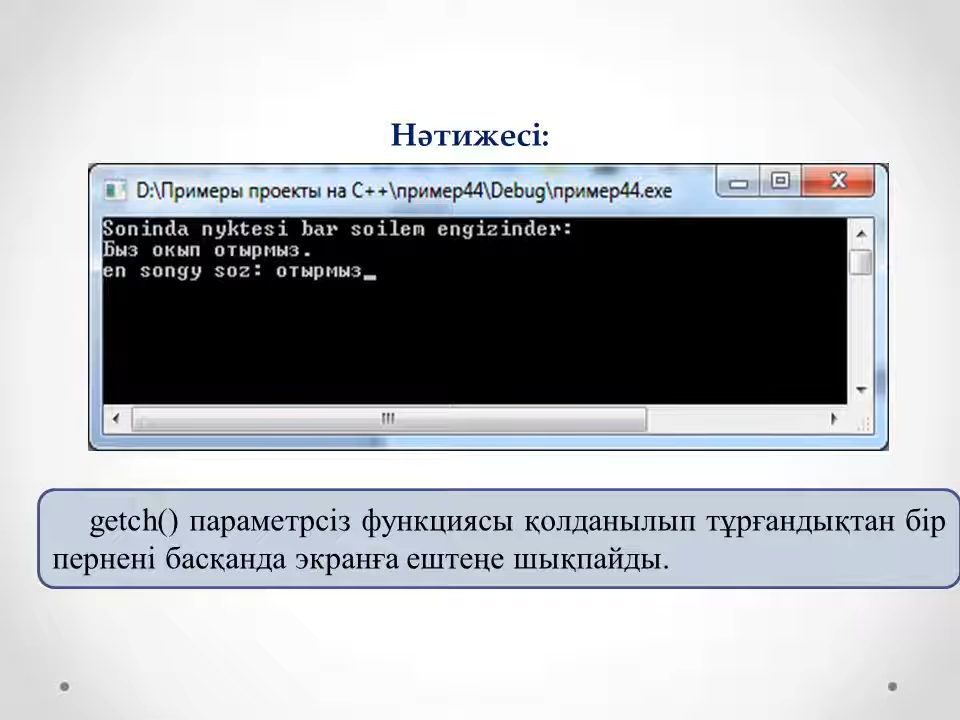 Нәтижесі:
D:\Примеры проекты на C++\пример44\Debug\пример44.exe
Soninda nyktesi bar soilem engizinder:
Быз окып отырмыз.
en songy soz: отырмыз_
getch() параметрсіз функциясы қолданылып тұрғандықтан бір
пернені басқанда экранға ештеңе шықпайды.